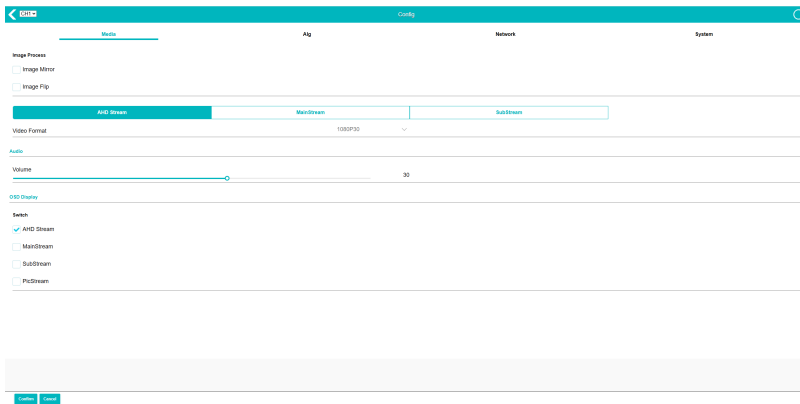 CH1
Config
Media Alg Network System
Image Process
Image Mirror
Image Flip
AHD Stream MainStream SubStream
Video Format 1080P30
Audio
Volume 30
OSD Display
Switch
AHD Stream
MainStream
SubStream
PicStream
Confirm Cancel